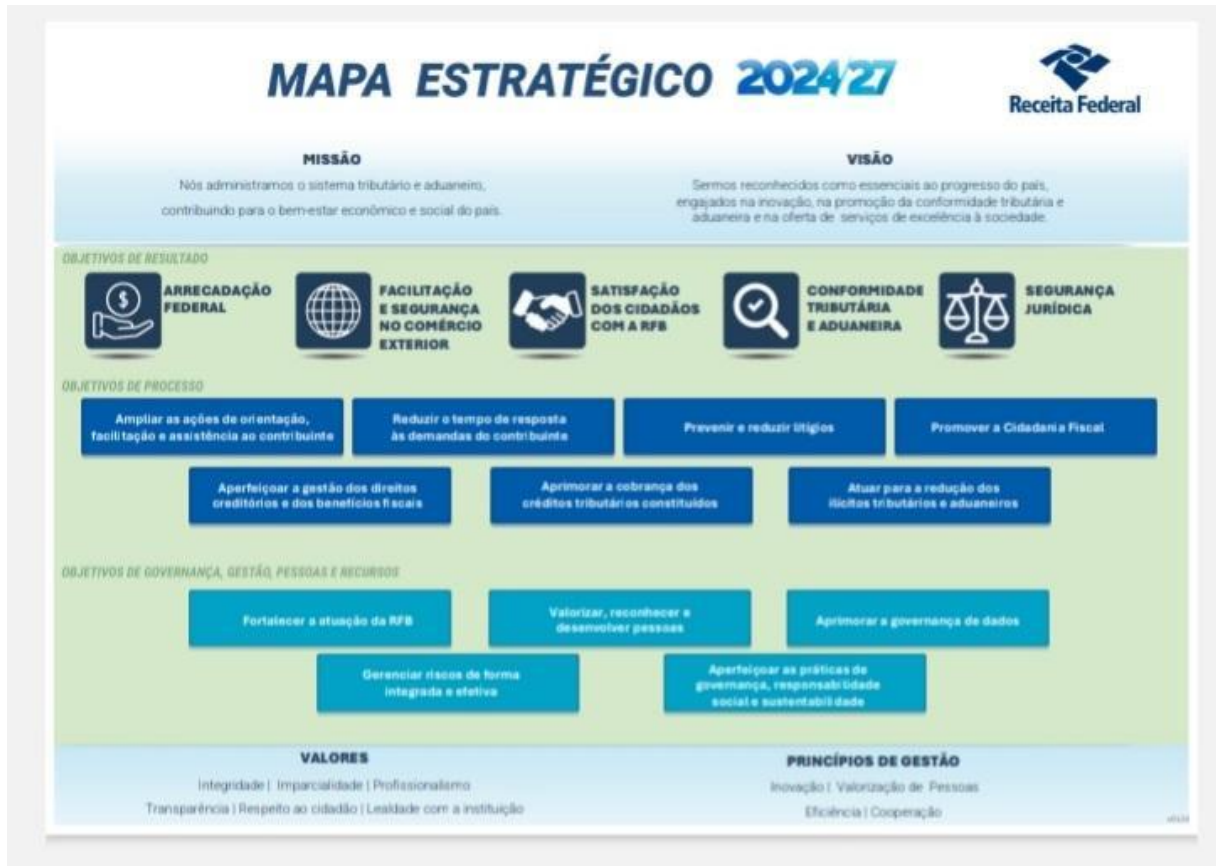 MAPA ESTRATÉGICO 2024/27
Receita Federal
MISSÃO
Nós administramos o sistema tributário e aduaneiro,
contribuindo para o bem-estar econômico e social do país.
VISÃO
Sermos reconhecidos como essenciais ao progresso do país,
engajados na inovação, na promoção da conformidade tributária e
aduaneira e na oferta de serviços de excelência à sociedade.
OBJETIVOS DE RESULTADO
ARRECADAÇÃO
FEDERAL
FACILITAÇÃO
E SEGURANÇA
NO COMÉRCIO
EXTERIOR
SATISFAÇÃO
DOS CIDADÃOS
COM A RFB
CONFORMIDADE
TRIBUTÁRIA
E ADUANEIRA
SEGURANÇA
JURÍDICA
OBJETIVOS DE PROCESSO
Ampliar as ações de orientação,
facilitação e assistência ao contribuinte
Reduzir o tempo de resposta
às demandas do contribuinte
Prevenir e reduzir litígios
Promover a Cidadania Fiscal
Aperfeiçoar a gestão dos direitos
creditórios e dos benefícios fiscais
Aprimorar a cobrança dos
créditos tributários constituídos
Atuar para a redução dos
ilícitos tributários e aduaneiros
OBJETIVOS DE GOVERNANÇA, GESTÃO, PESSOAS E RECURSOS
Fortalecer a atuação da RFB
Valorizar, reconhecer e
desenvolver pessoas
Aprimorar a governança de dados
Gerenciar riscos de forma
integrada e efetiva
Aperfeiçoar as práticas de
governança, responsabilidade
social e sustentabilidade
VALORES
Integridade | Imparcialidade | Profissionalismo
Transparência | Respeito ao cidadão | Lealdade com a instituição
PRINCÍPIOS DE GESTÃO
Inovação | Valorização de Pessoas
Eficiência | Cooperação